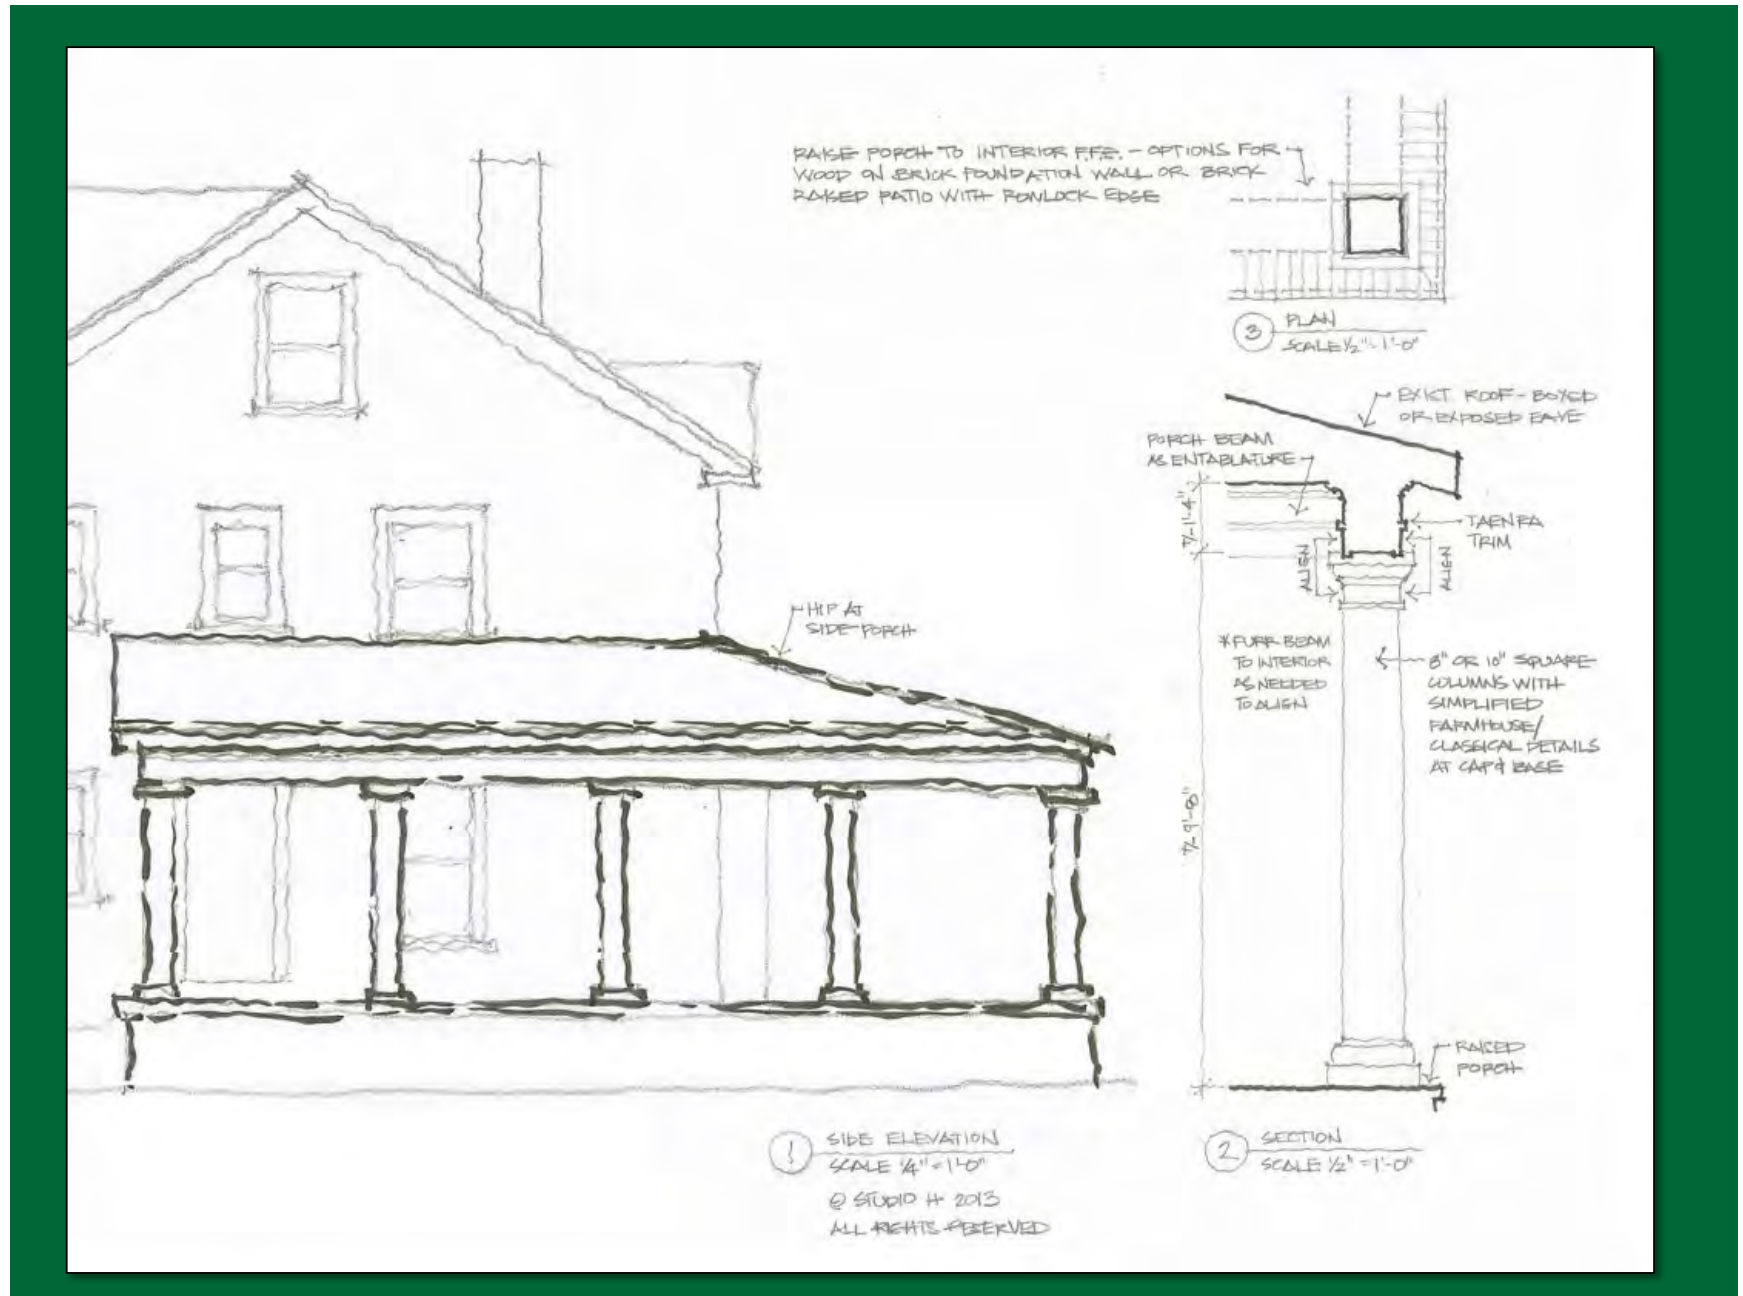 RAISE PORCH TO INTERIOR F.F.E. - OPTIONS FOR
WOOD ON BRICK FOUNDATION WALL OR BRICK
RAISED PATIO WITH ROWLOCK EDGE
3 PLAN
SCALE 1/2" = 1'-0"
EXIST ROOF - BOXED
OR EXPOSED EAVE
PORCH BEAM
AS ENTABLATURE
+/- 1'-4"
TAENEA
TRIM
ALIGN
ALIGN
HIP AT
SIDE PORCH
*FURR BEAM
TO INTERIOR
AS NEEDED
TO ALIGN
8" OR 10" SQUARE
COLUMNS WITH
SIMPLIFIED
FARMHOUSE/
CLASSICAL DETAILS
AT CAP & BASE
+/- 9'-8"
RAISED
PORCH
1 SIDE ELEVATION
SCALE 1/4" = 1'-0"
© STUDIO H 2013
ALL RIGHTS RESERVED
2 SECTION
SCALE 1/2" = 1'-0"